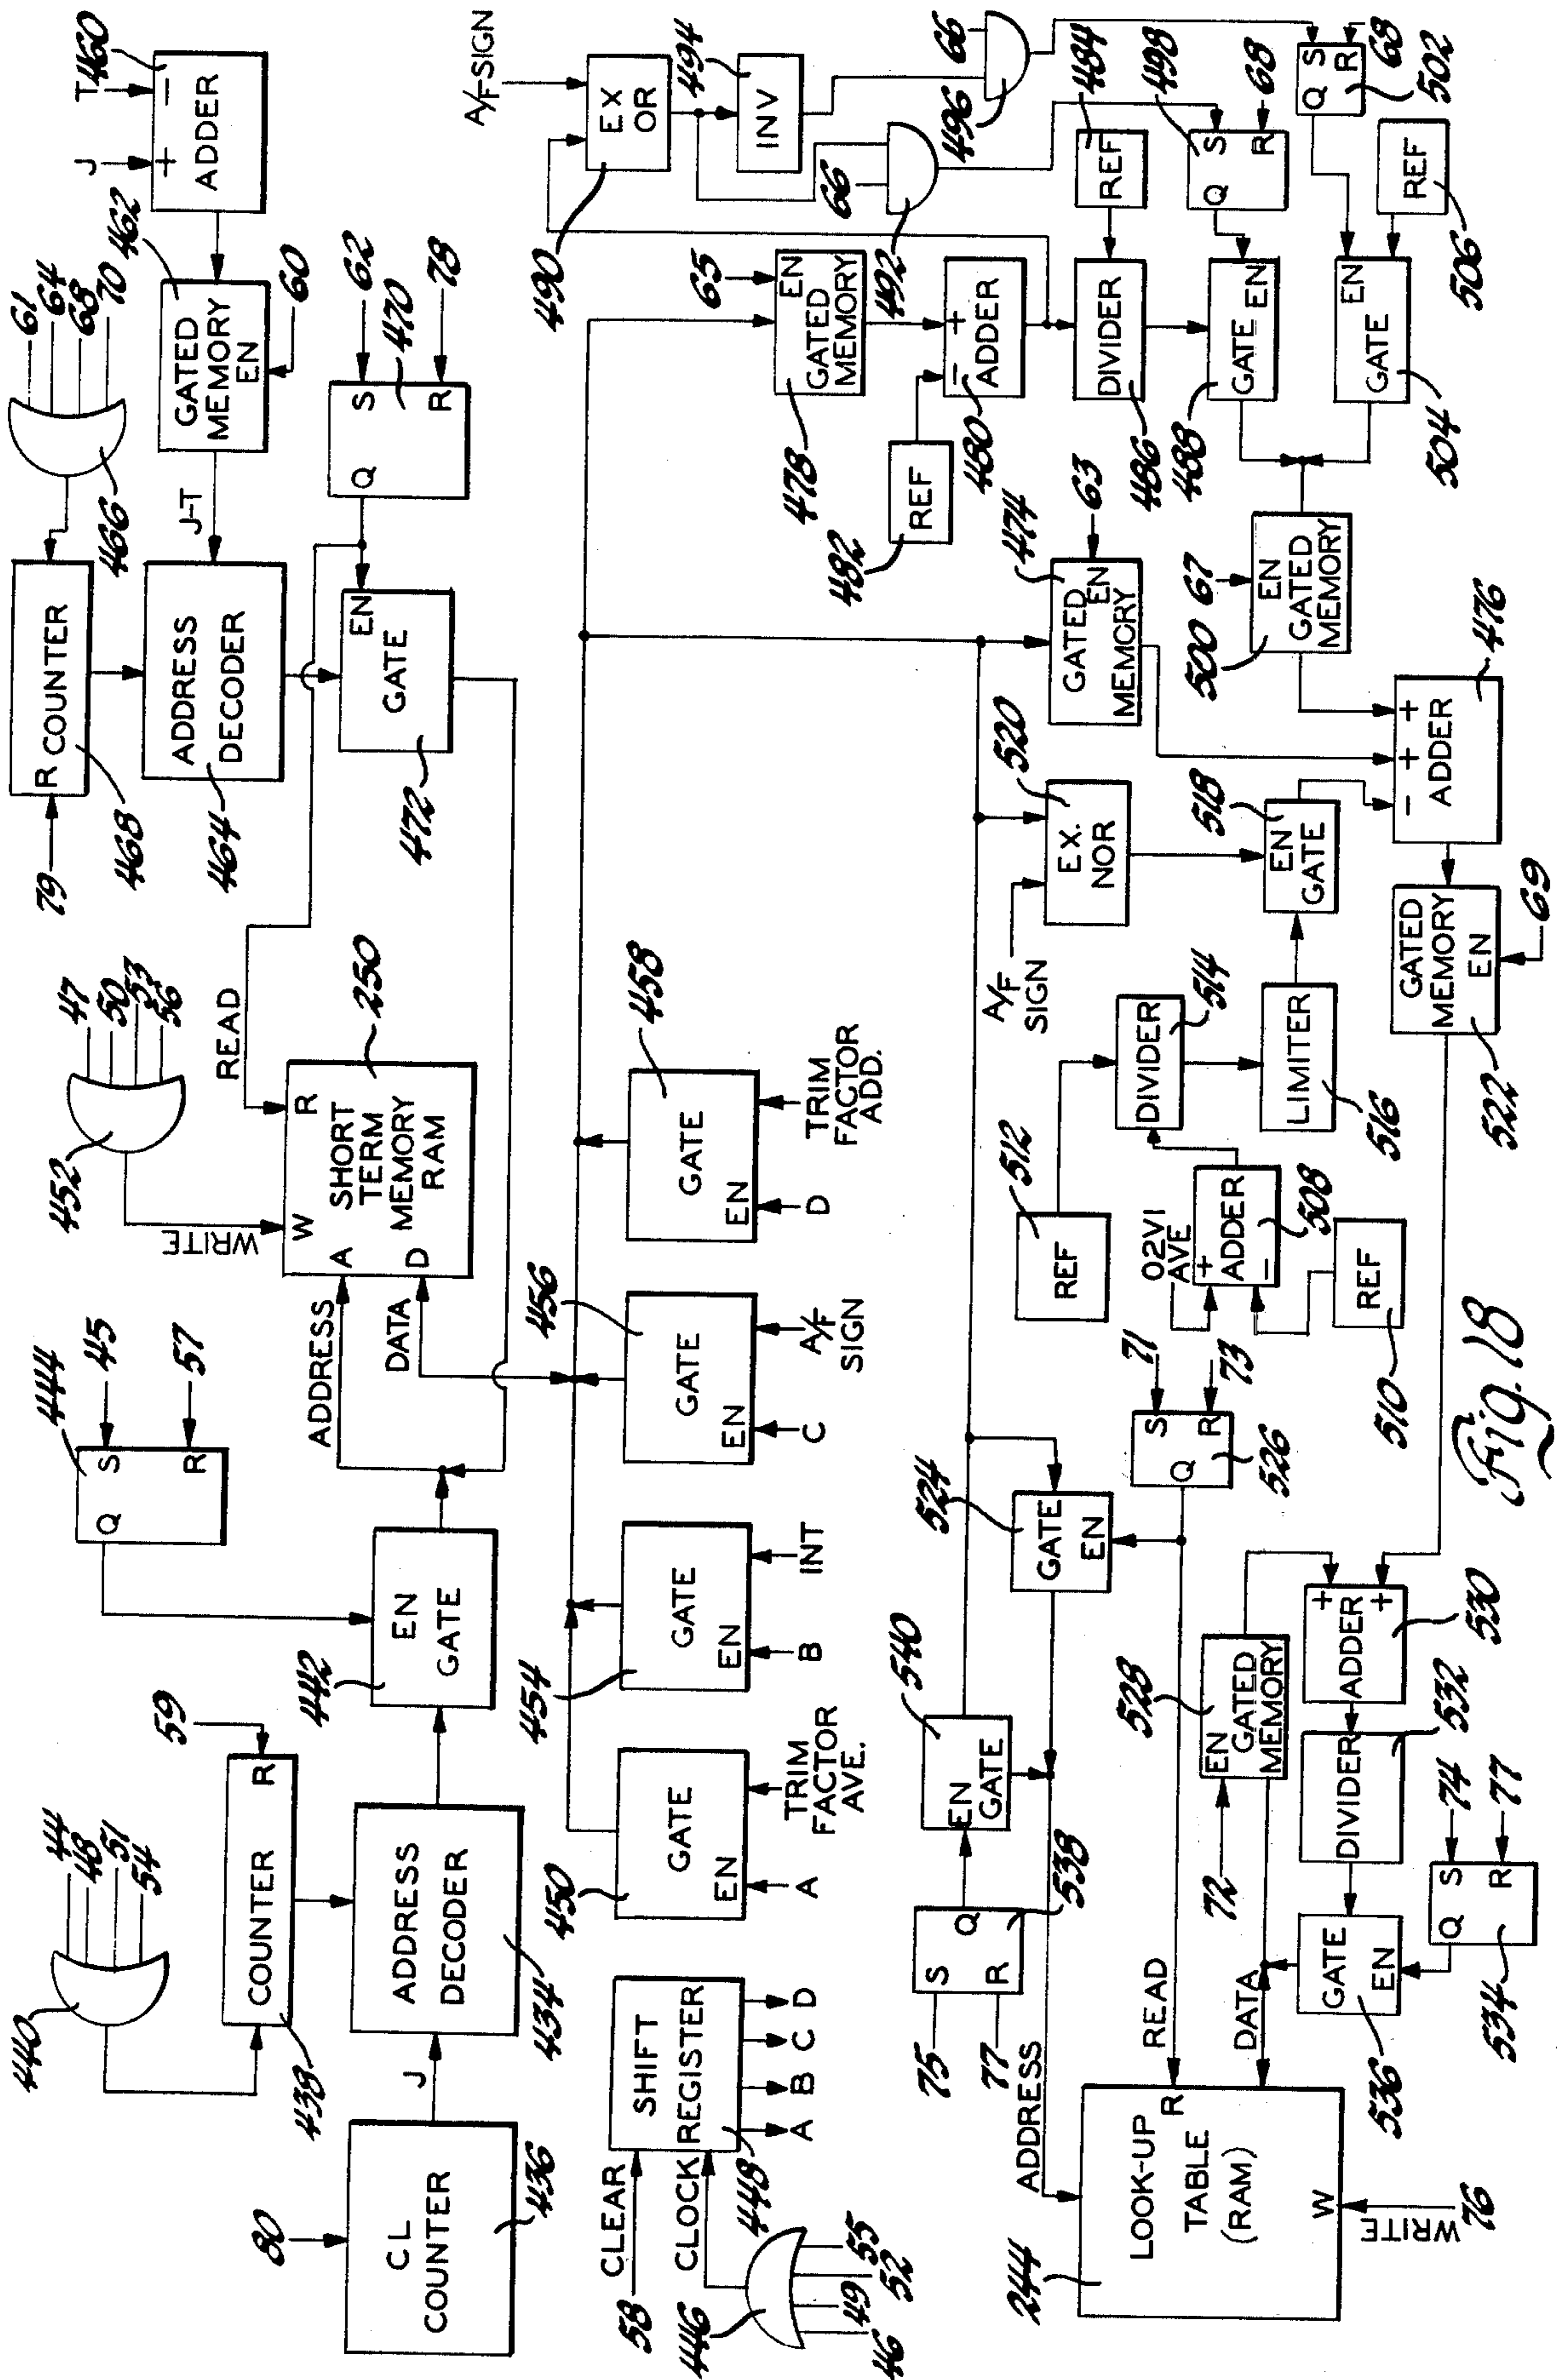 440
44
48
51
54
59
80
CL
COUNTER
436
J
COUNTER
R
438
ADDRESS
DECODER
434
EN
GATE
442
444
Q
S
R
45
57
452
47
50
53
56
WRITE
READ
ADDRESS
DATA
W
R
A
D
SHORT
TERM
MEMORY
RAM
250
79
R COUNTER
468
466
61
64
68
70
ADDRESS
DECODER
464
J-T
GATED
MEMORY
EN
462
60
J
T
+
−
ADDER
460
Q
S
R
62
470
78
EN
GATE
472
CLEAR
58
CLOCK
SHIFT
REGISTER
448
A
B
C
D
446
46
49
52
55
450
GATE
EN
A
TRIM
FACTOR
AVE.
454
GATE
EN
B
INT
456
GATE
EN
C
A/F
SIGN
458
GATE
EN
D
TRIM
FACTOR
ADD.
490
EX
OR
A/F SIGN
494
INV
66
496
66
492
65
EN
GATED
MEMORY
478
− +
ADDER
480
482
REF
484
REF
DIVIDER
486
GATE
EN
488
498
Q
S
R
68
Q
S
R
68
502
EN
GATE
504
REF
506
63
474
GATED
EN
MEMORY
67
EN
GATED
MEMORY
500
476
− + +
ADDER
520
EX.
NOR
A/F
SIGN
518
EN
GATE
GATED
MEMORY
EN
522
69
512
REF
DIVIDER
514
LIMITER
516
O2V1
AVE
+
−
ADDER
508
REF
510
71
S
Q
R
73
526
524
GATE
EN
540
EN
GATE
538
S
Q
R
75
77
ADDRESS
READ
DATA
LOOK-UP
TABLE
(RAM)
R
W
244
WRITE
76
528
EN
GATED
MEMORY
72
+
+
ADDER
530
DIVIDER
532
GATE
EN
536
Q
S
R
74
77
534
Fig. 18